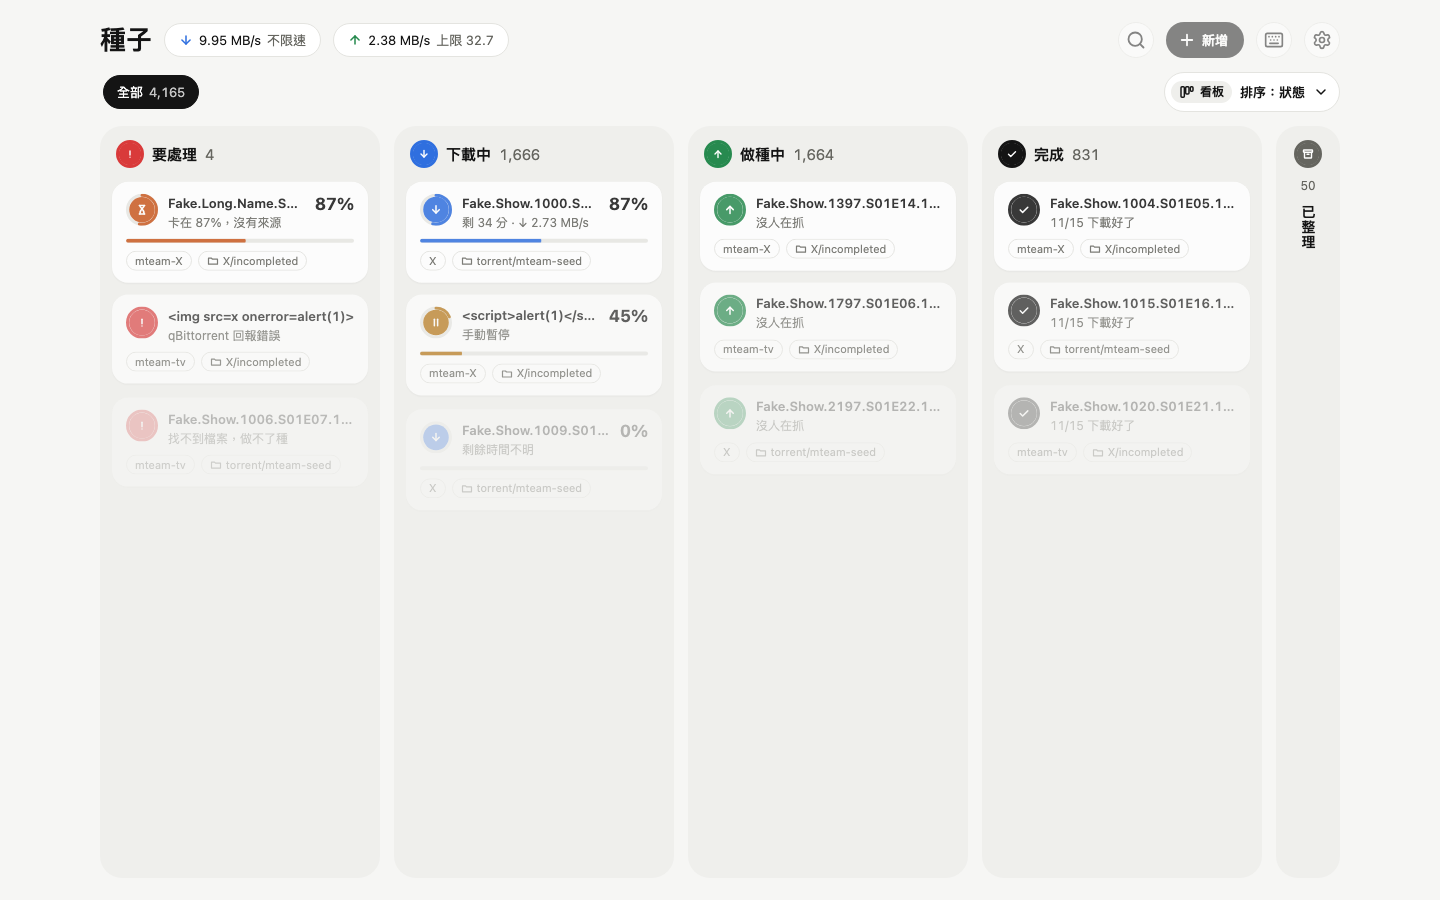 種子
9.95 MB/s 不限速
2.38 MB/s 上限 32.7
新增
全部 4,165
看板
排序：狀態
要處理 4
Fake.Long.Name.S...
87%
卡在 87%，沒有來源
mteam-X
X/incompleted
<img src=x onerror=alert(1)>
qBittorrent 回報錯誤
mteam-tv
X/incompleted
Fake.Show.1006.S01E07.1...
找不到檔案，做不了種
mteam-tv
torrent/mteam-seed
下載中 1,666
Fake.Show.1000.S...
87%
剩 34 分 · ↓ 2.73 MB/s
X
torrent/mteam-seed
<script>alert(1)</s...
45%
手動暫停
mteam-X
X/incompleted
Fake.Show.1009.S01...
0%
剩餘時間不明
X
torrent/mteam-seed
做種中 1,664
Fake.Show.1397.S01E14.1...
沒人在抓
mteam-X
X/incompleted
Fake.Show.1797.S01E06.1...
沒人在抓
mteam-tv
X/incompleted
Fake.Show.2197.S01E22.1...
沒人在抓
X
torrent/mteam-seed
完成 831
Fake.Show.1004.S01E05.1...
11/15 下載好了
mteam-X
X/incompleted
Fake.Show.1015.S01E16.1...
11/15 下載好了
X
torrent/mteam-seed
Fake.Show.1020.S01E21.1...
11/15 下載好了
mteam-tv
X/incompleted
50
已整理